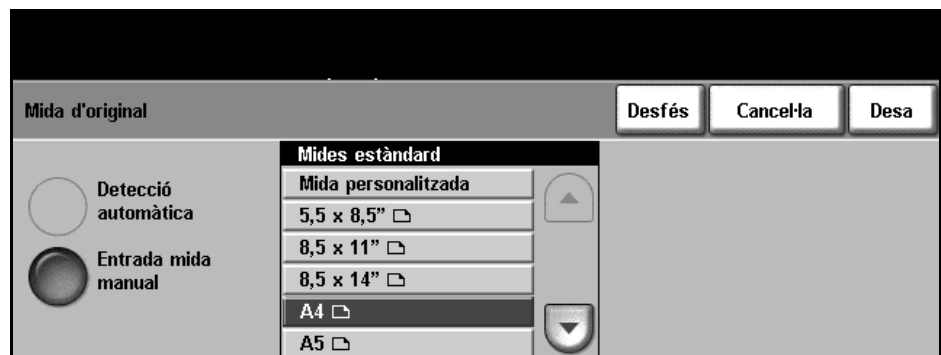 Mida d'original
Desfés
Cancel·la
Desa
Detecció
automàtica
Entrada mida
manual
Mides estàndard
Mida personalitzada
5,5 x 8,5”
8,5 x 11”
8,5 x 14”
A4
A5